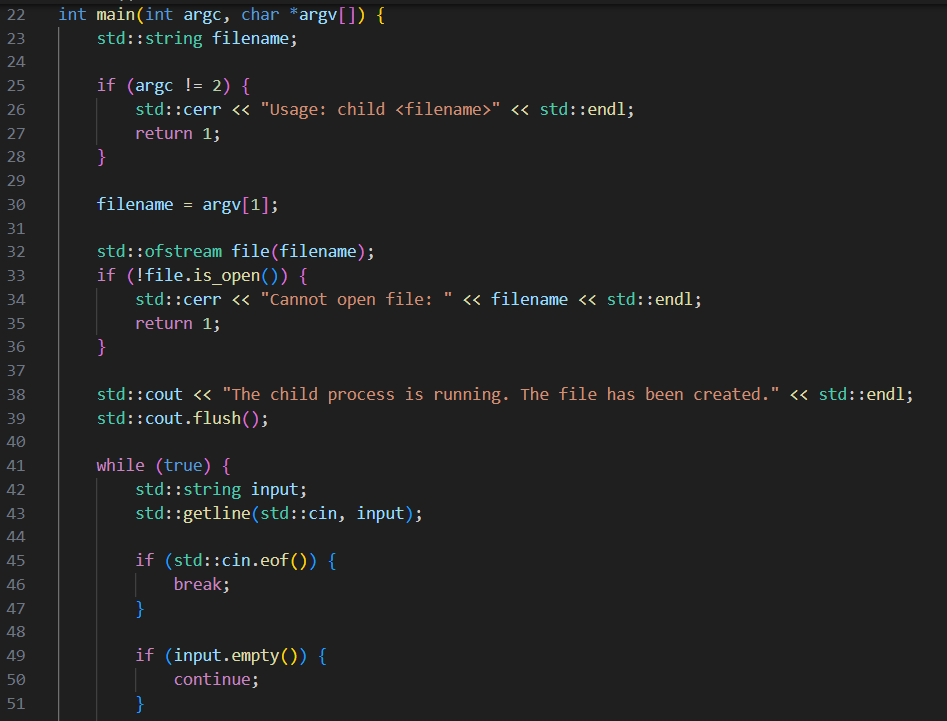 22 int main(int argc, char *argv[]) {
23     std::string filename;
24
25     if (argc != 2) {
26         std::cerr << "Usage: child <filename>" << std::endl;
27         return 1;
28     }
29
30     filename = argv[1];
31
32     std::ofstream file(filename);
33     if (!file.is_open()) {
34         std::cerr << "Cannot open file: " << filename << std::endl;
35         return 1;
36     }
37
38     std::cout << "The child process is running. The file has been created." << std::endl;
39     std::cout.flush();
40
41     while (true) {
42         std::string input;
43         std::getline(std::cin, input);
44
45         if (std::cin.eof()) {
46             break;
47         }
48
49         if (input.empty()) {
50             continue;
51         }